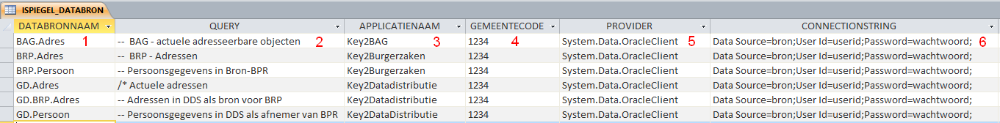 ISPIEGEL_DATABRON
DATABRONNAAM QUERY APPLICATIENAAM GEMEENTECODE PROVIDER CONNECTIONSTRING
BAG.Adres 1 -- BAG - actuele adresseerbare objecten 2 Key2BAG 3 1234 4 System.Data.OracleClient 5 Data Source=bron;User Id=userid;Password=wachtwoord; 6
BRP.Adres -- BRP - Adressen Key2Burgerzaken 1234 System.Data.OracleClient Data Source=bron;User Id=userid;Password=wachtwoord;
BRP.Persoon -- Persoonsgegevens in Bron-BPR Key2Burgerzaken 1234 System.Data.OracleClient Data Source=bron;User Id=userid;Password=wachtwoord;
GD.Adres /* Actuele adressen Key2Datadistributie 1234 System.Data.OracleClient Data Source=bron;User Id=userid;Password=wachtwoord;
GD.BRP.Adres -- Adressen in DDS als bron voor BRP Key2Datadistributie 1234 System.Data.OracleClient Data Source=bron;User Id=userid;Password=wachtwoord;
GD.Persoon -- Persoonsgegevens in DDS als afnemer van BPR Key2DataDistributie 1234 System.Data.OracleClient Data Source=bron;User Id=userid;Password=wachtwoord;